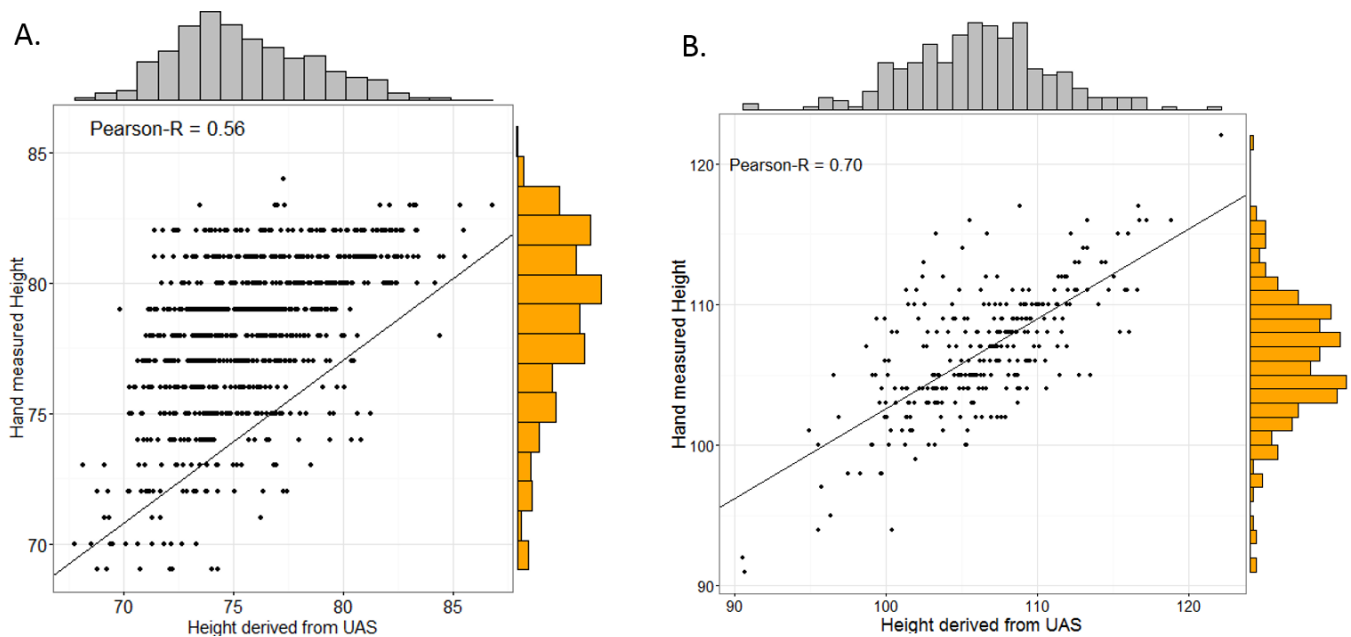 A.
Pearson-R = 0.56
85
80
75
70
Hand measured Height
70 75 80 85
Height derived from UAS
B.
Pearson-R = 0.70
120
110
100
90
Hand measured Height
90 100 110 120
Height derived from UAS